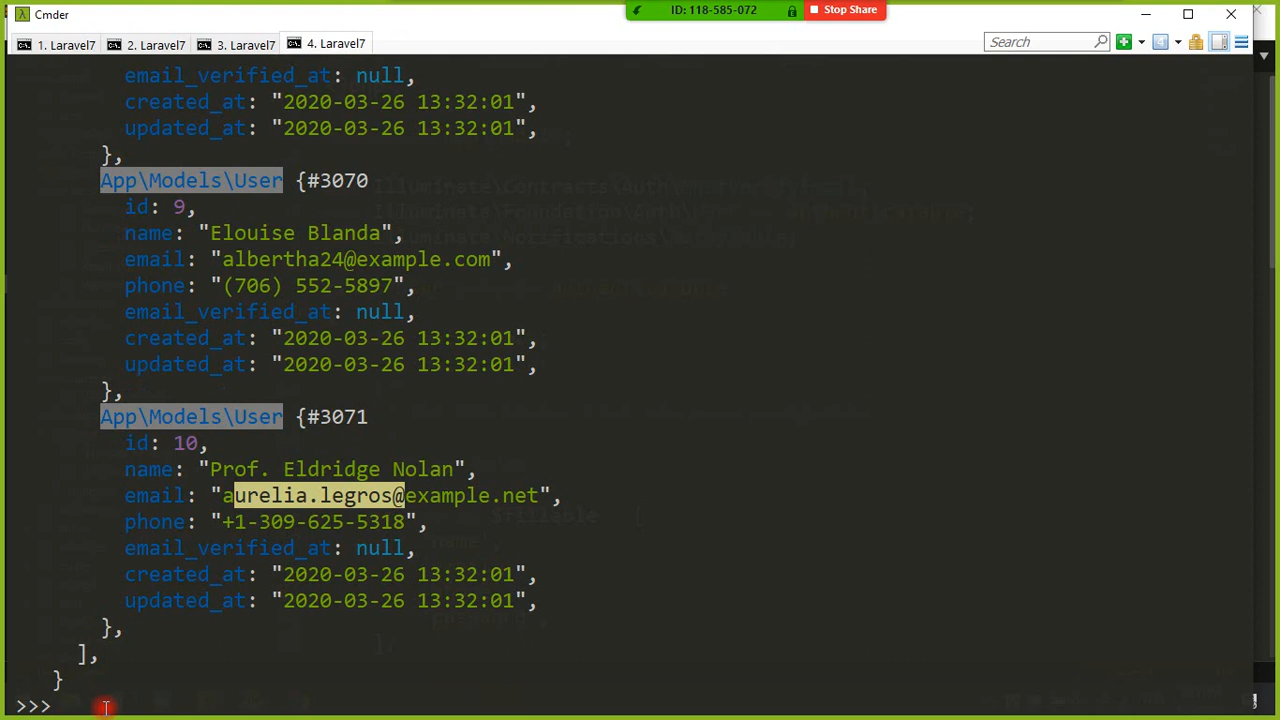 Cmder
ID: 118-585-072
Stop Share
1. Laravel7
2. Laravel7
3. Laravel7
4. Laravel7
Search
email_verified_at: null,
created_at: "2020-03-26 13:32:01",
updated_at: "2020-03-26 13:32:01",
},
App\Models\User {#3070
id: 9,
name: "Elouise Blanda",
email: "albertha24@example.com",
phone: "(706) 552-5897",
email_verified_at: null,
created_at: "2020-03-26 13:32:01",
updated_at: "2020-03-26 13:32:01",
},
App\Models\User {#3071
id: 10,
name: "Prof. Eldridge Nolan",
email: "aurelia.legros@example.net",
phone: "+1-309-625-5318",
email_verified_at: null,
created_at: "2020-03-26 13:32:01",
updated_at: "2020-03-26 13:32:01",
},
],
}
>>>